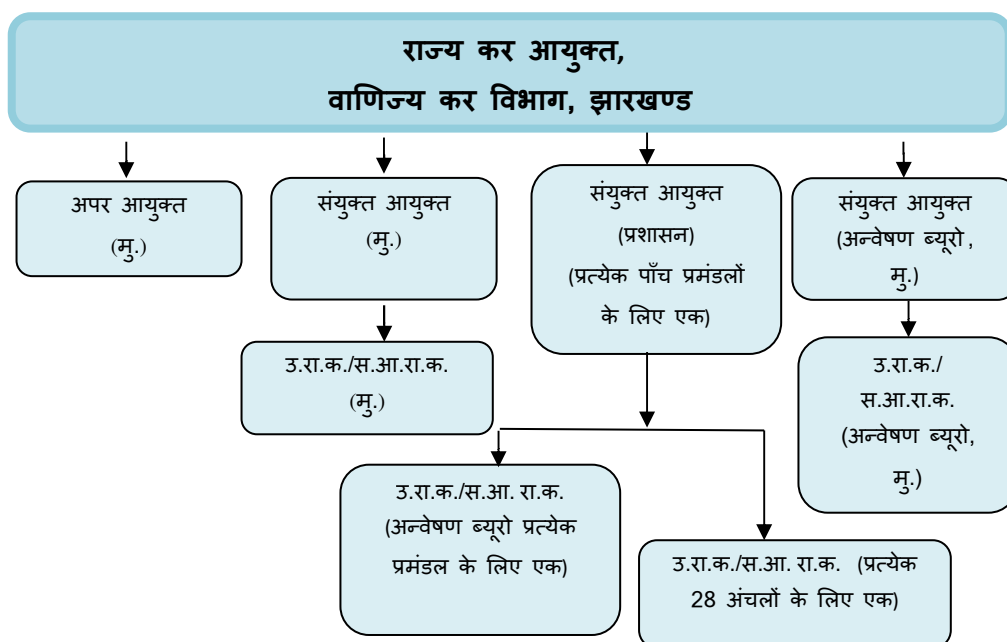 राज्य कर आयुक्त,
वाणिज्य कर विभाग, झारखण्ड
अपर आयुक्त
(मु.)
संयुक्त आयुक्त
(मु.)
संयुक्त आयुक्त
(प्रशासन)
(प्रत्येक पाँच प्रमंडलों
के लिए एक)
संयुक्त आयुक्त
(अन्वेषण ब्यूरो,
मु.)
उ.रा.क./स.आ.रा.क.
(मु.)
उ.रा.क./
स.आ.रा.क.
(अन्वेषण ब्यूरो,
मु.)
उ.रा.क./स.आ. रा.क.
(अन्वेषण ब्यूरो प्रत्येक
प्रमंडल के लिए एक)
उ.रा.क./स.आ. रा.क. (प्रत्येक
28 अंचलों के लिए एक)